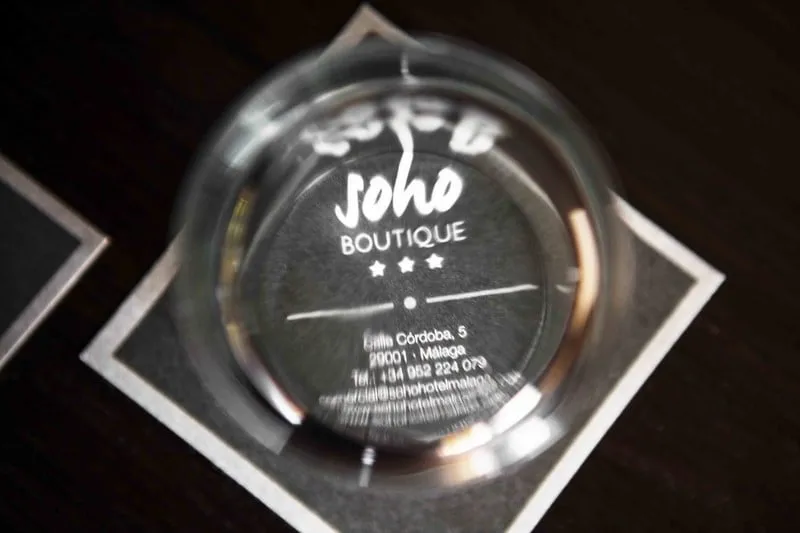 soho
BOUTIQUE
Calle Córdoba, 5
29001 · Málaga
Tel.: +34 952 224 079